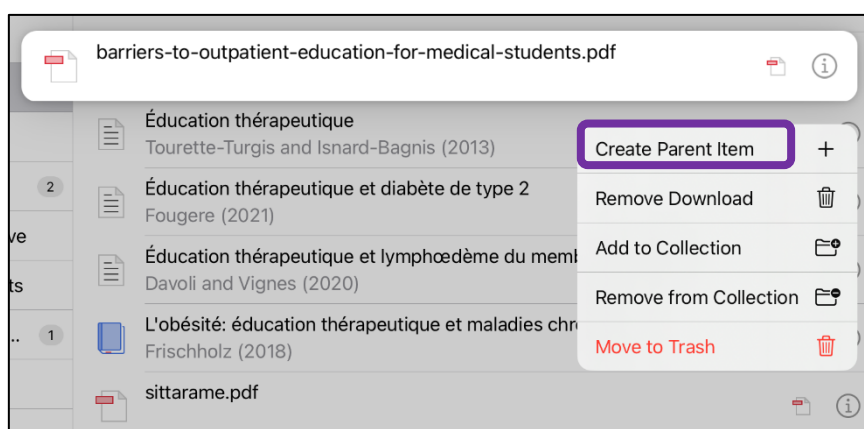 barriers-to-outpatient-education-for-medical-students.pdf
Éducation thérapeutique
Tourette-Turgis and Isnard-Bagnis (2013)
Create Parent Item
2
Éducation thérapeutique et diabète de type 2
Fougere (2021)
Remove Download
ve
Éducation thérapeutique et lymphœdème du memb
Davoli and Vignes (2020)
Add to Collection
ts
Remove from Collection
.. 1
L'obésité: éducation thérapeutique et maladies chro
Frischholz (2018)
Move to Trash
sittarame.pdf